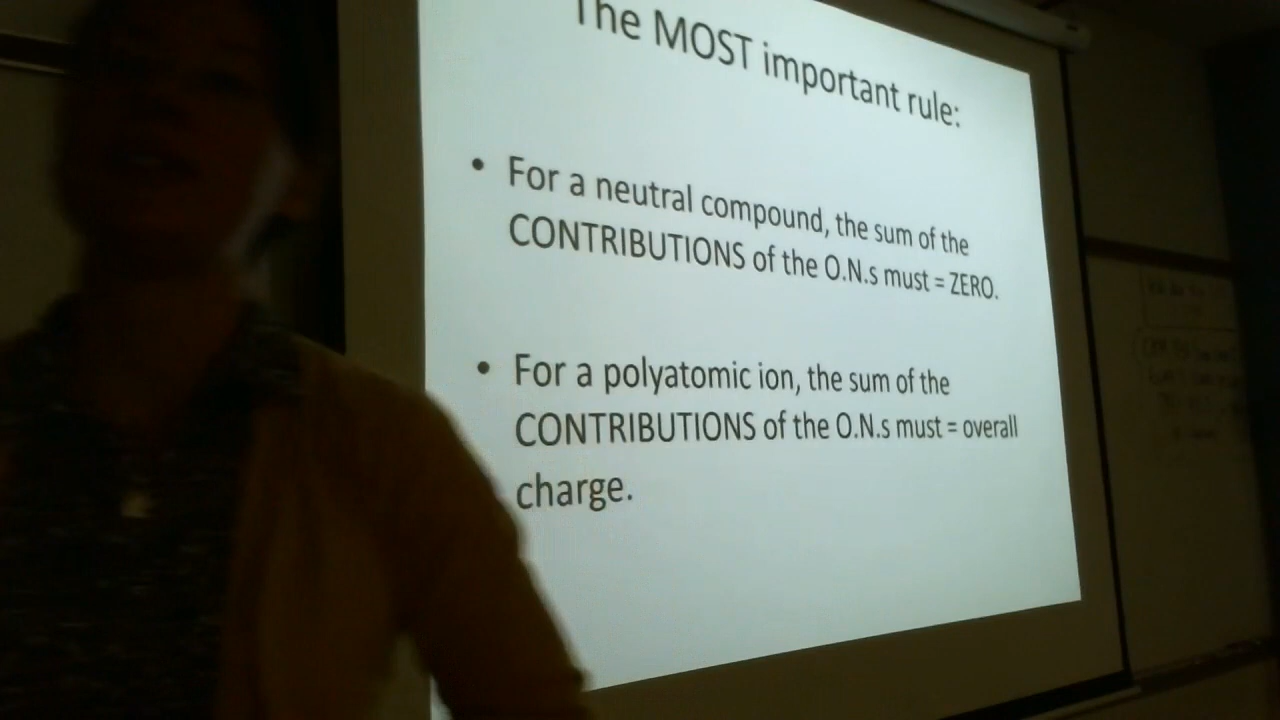 The MOST important rule:
• For a neutral compound, the sum of the
CONTRIBUTIONS of the O.N.s must = ZERO.
• For a polyatomic ion, the sum of the
CONTRIBUTIONS of the O.N.s must = overall
charge.